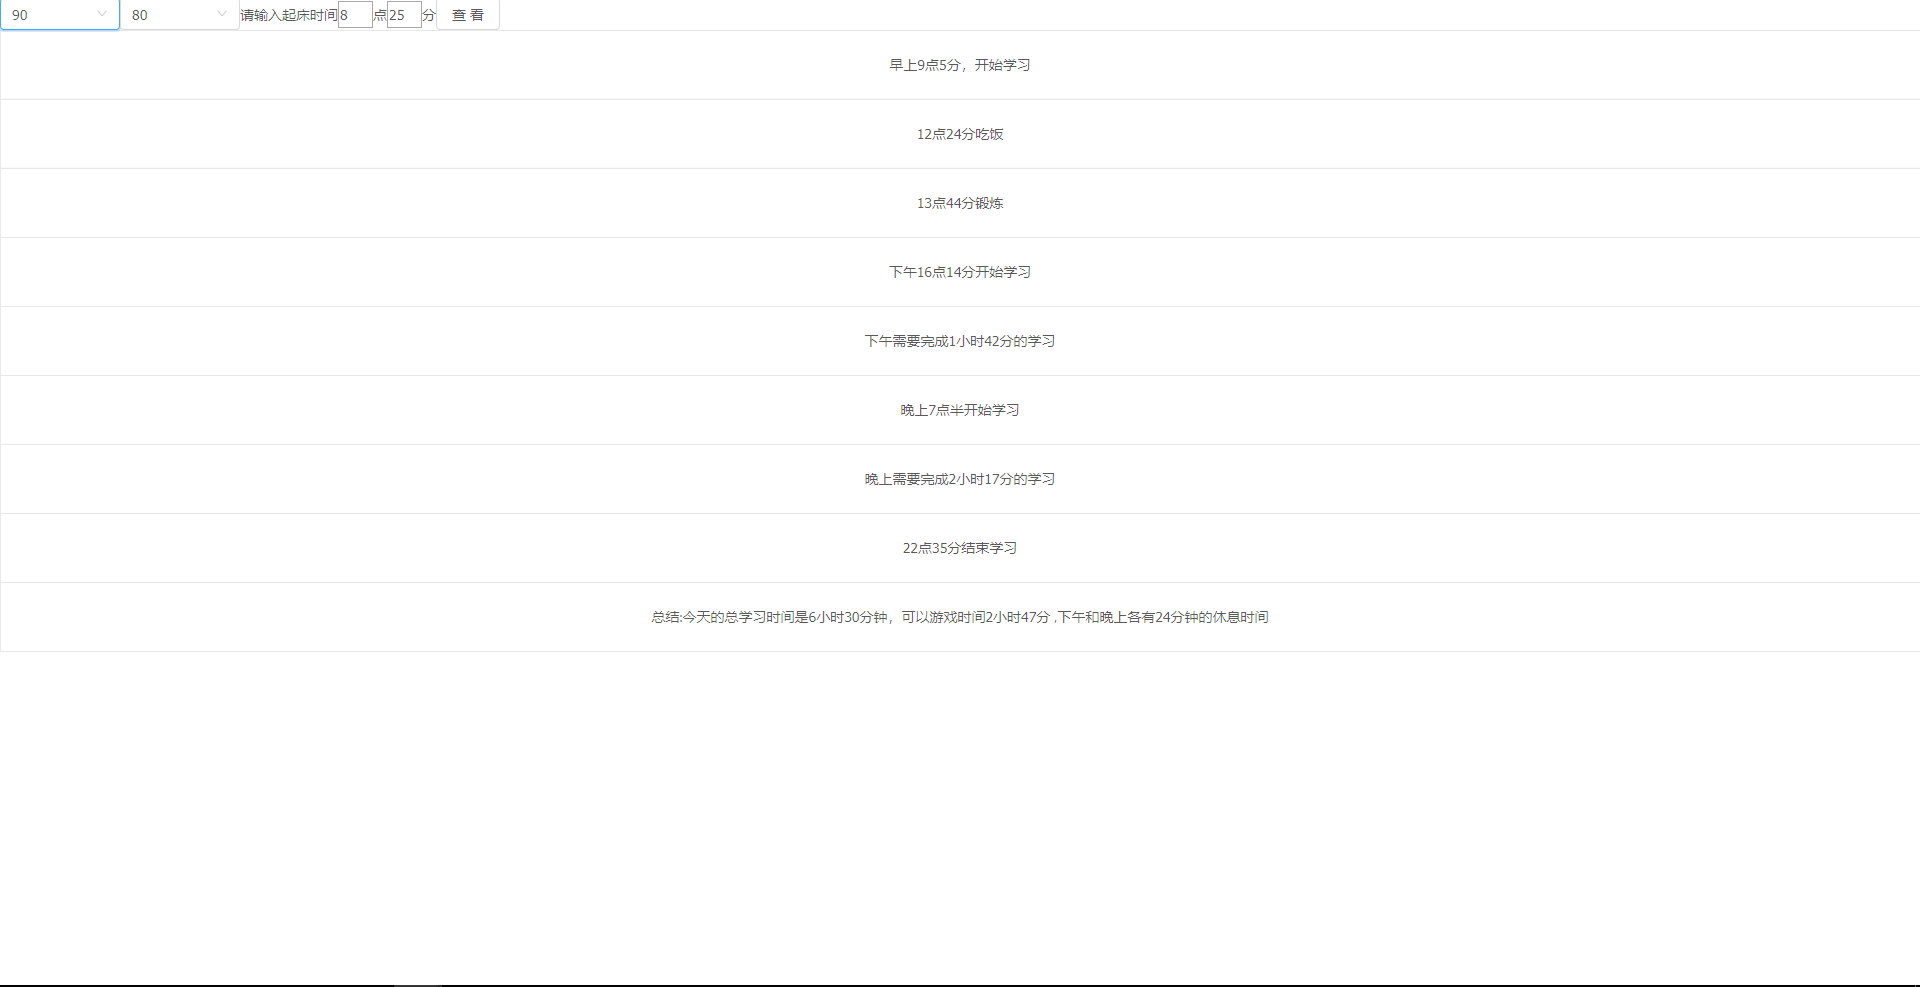 90 80 请输入起床时间8点25分 查 看
早上9点5分，开始学习
12点24分吃饭
13点44分锻炼
下午16点14分开始学习
下午需要完成1小时42分的学习
晚上7点半开始学习
晚上需要完成2小时17分的学习
22点35分结束学习
总结:今天的总学习时间是6小时30分钟，可以游戏时间2小时47分 ,下午和晚上各有24分钟的休息时间